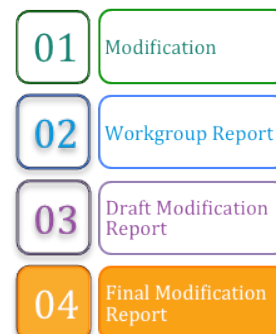 01 Modification
02 Workgroup Report
03 Draft Modification
Report
04 Final Modification
Report